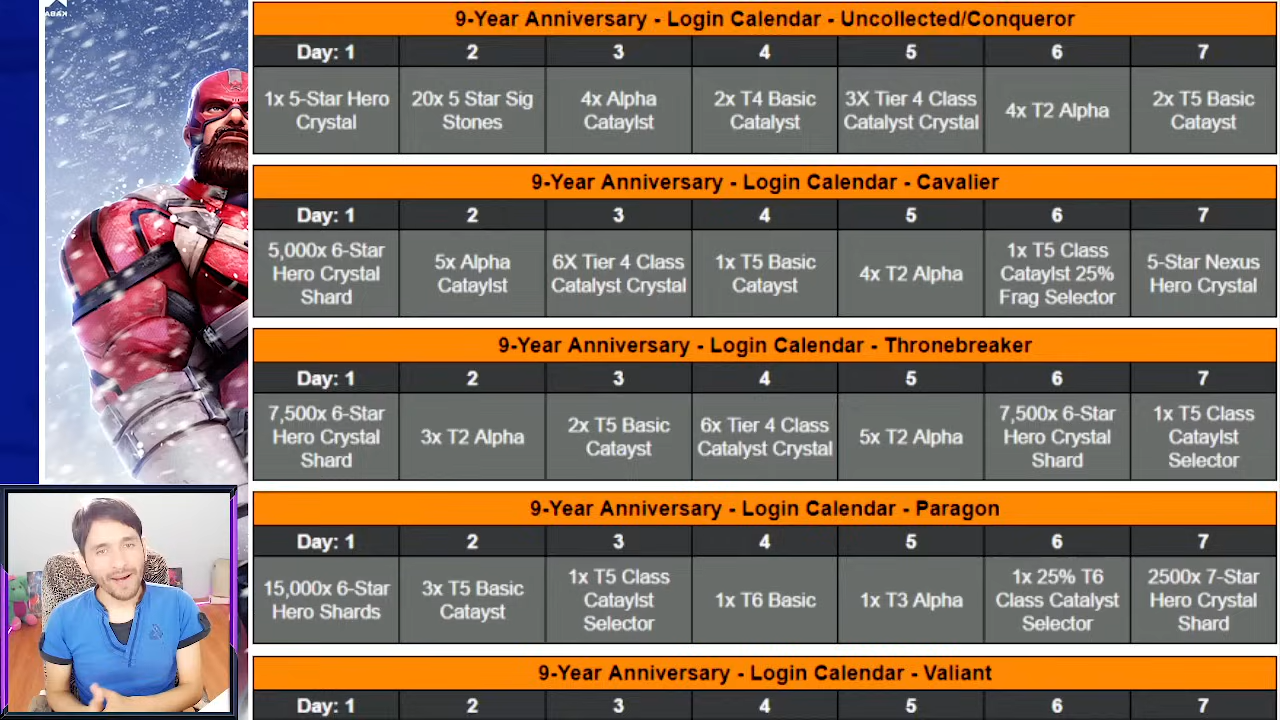 9-Year Anniversary - Login Calendar - Uncollected/Conqueror
Day: 1 2 3 4 5 6 7
1x 5-Star Hero Crystal
20x 5 Star Sig Stones
4x Alpha Cataylst
2x T4 Basic Catalyst
3X Tier 4 Class Catalyst Crystal
4x T2 Alpha
2x T5 Basic Catayst
9-Year Anniversary - Login Calendar - Cavalier
Day: 1 2 3 4 5 6 7
5,000x 6-Star Hero Crystal Shard
5x Alpha Cataylst
6X Tier 4 Class Catalyst Crystal
1x T5 Basic Catayst
4x T2 Alpha
1x T5 Class Cataylst 25% Frag Selector
5-Star Nexus Hero Crystal
9-Year Anniversary - Login Calendar - Thronebreaker
Day: 1 2 3 4 5 6 7
7,500x 6-Star Hero Crystal Shard
3x T2 Alpha
2x T5 Basic Catayst
6x Tier 4 Class Catalyst Crystal
5x T2 Alpha
7,500x 6-Star Hero Crystal Shard
1x T5 Class Cataylst Selector
9-Year Anniversary - Login Calendar - Paragon
Day: 1 2 3 4 5 6 7
15,000x 6-Star Hero Shards
3x T5 Basic Catayst
1x T5 Class Cataylst Selector
1x T6 Basic
1x T3 Alpha
1x 25% T6 Class Catalyst Selector
2500x 7-Star Hero Crystal Shard
9-Year Anniversary - Login Calendar - Valiant
Day: 1 2 3 4 5 6 7